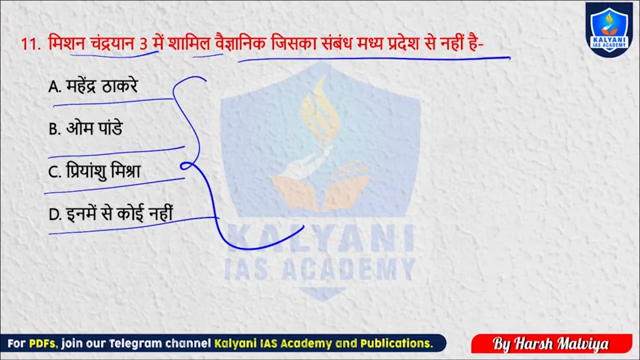 KALYANI
IAS ACADEMY
11. मिशन चंद्रयान 3 में शामिल वैज्ञानिक जिसका संबंध मध्य प्रदेश से नहीं है-
A. महेंद्र ठाकरे
B. ओम पांडे
C. प्रियांशु मिश्रा
D. इनमें से कोई नहीं
KALYANI
IAS ACADEMY
For PDFs, join our Telegram channel Kalyani IAS Academy and Publications.
By Harsh Malviya